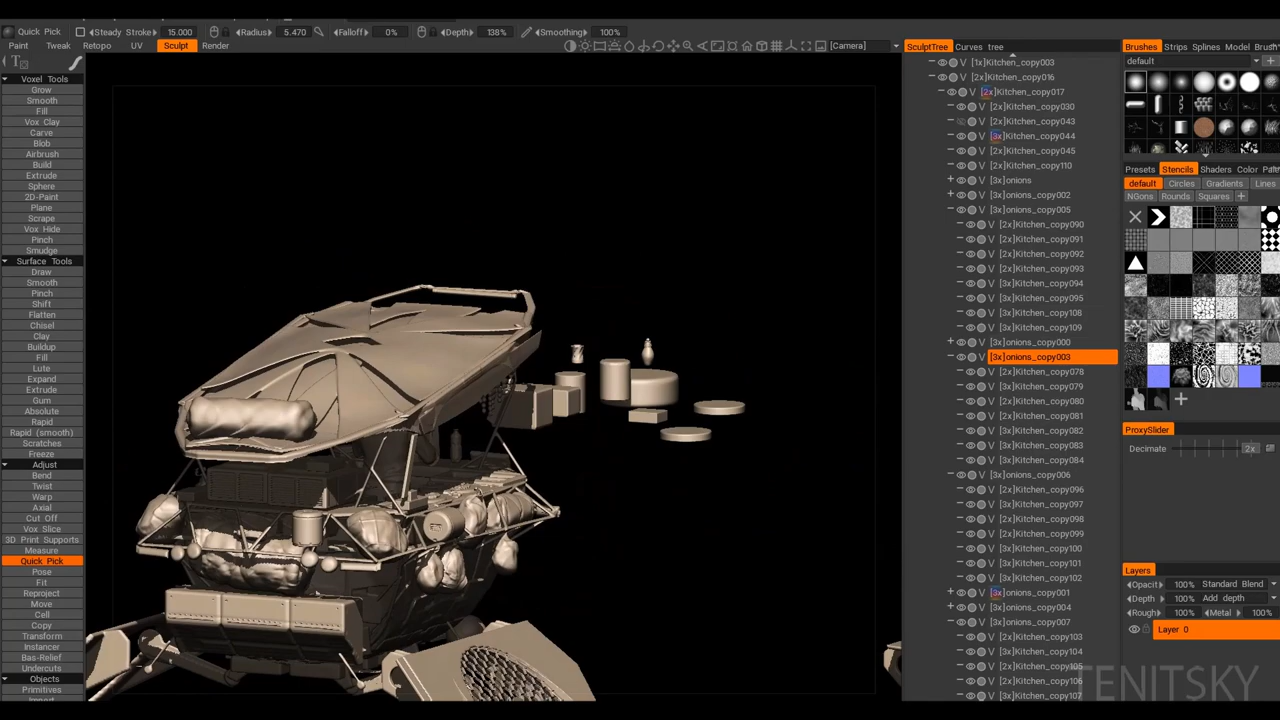 Quick Pick Steady Stroke 15.000 Radius 5.470 Falloff 0% Depth 138% Smoothing 100%
Paint Tweak Retopo UV Sculpt Render [Camera]
Voxel Tools
Grow
Smooth
Fill
Vox Clay
Carve
Blob
Airbrush
Build
Extrude
Sphere
2D-Paint
Plane
Scrape
Vox Hide
Pinch
Smudge
Surface Tools
Draw
Smooth
Pinch
Shift
Flatten
Chisel
Clay
Buildup
Fill
Lute
Expand
Extrude
Gum
Absolute
Rapid
Rapid (smooth)
Scratches
Freeze
Adjust
Bend
Twist
Warp
Axial
Cut Off
Vox Slice
3D Print Supports
Measure
Quick Pick
Pose
Fit
Reproject
Move
Cell
Copy
Transform
Instancer
Bas-Relief
Undercuts
Objects
Primitives
Import
SculptTree Curves tree
V [1x]Kitchen_copy003
V [2x]Kitchen_copy016
V [2x]Kitchen_copy017
V [2x]Kitchen_copy030
V [2x]Kitchen_copy043
V [3x]Kitchen_copy044
V [2x]Kitchen_copy045
V [2x]Kitchen_copy110
V [3x]onions
V [3x]onions_copy002
V [3x]onions_copy005
V [2x]Kitchen_copy090
V [2x]Kitchen_copy091
V [2x]Kitchen_copy092
V [2x]Kitchen_copy093
V [3x]Kitchen_copy094
V [3x]Kitchen_copy095
V [2x]Kitchen_copy108
V [2x]Kitchen_copy109
V [3x]onions_copy000
V [3x]onions_copy003
V [2x]Kitchen_copy078
V [3x]Kitchen_copy079
V [2x]Kitchen_copy080
V [2x]Kitchen_copy081
V [3x]Kitchen_copy082
V [3x]Kitchen_copy083
V [2x]Kitchen_copy084
V [3x]onions_copy006
V [2x]Kitchen_copy096
V [3x]Kitchen_copy097
V [2x]Kitchen_copy098
V [2x]Kitchen_copy099
V [3x]Kitchen_copy100
V [3x]Kitchen_copy101
V [2x]Kitchen_copy102
V [3x]onions_copy001
V [3x]onions_copy004
V [3x]onions_copy007
V [2x]Kitchen_copy103
V [3x]Kitchen_copy104
V [2x]Kitchen_copy105
V [2x]Kitchen_copy106
V [3x]Kitchen_copy107
Brushes Strips Splines Model
default
Presets Stencils Shaders Color
default Circles Gradients Lines
NGons Rounds Squares
ProxySlider
Decimate 2x
Layers
Opacit 100% Standard Blend
Depth 100% Add depth
Rough 100% Metal 100%
Layer 0
TENITSKY